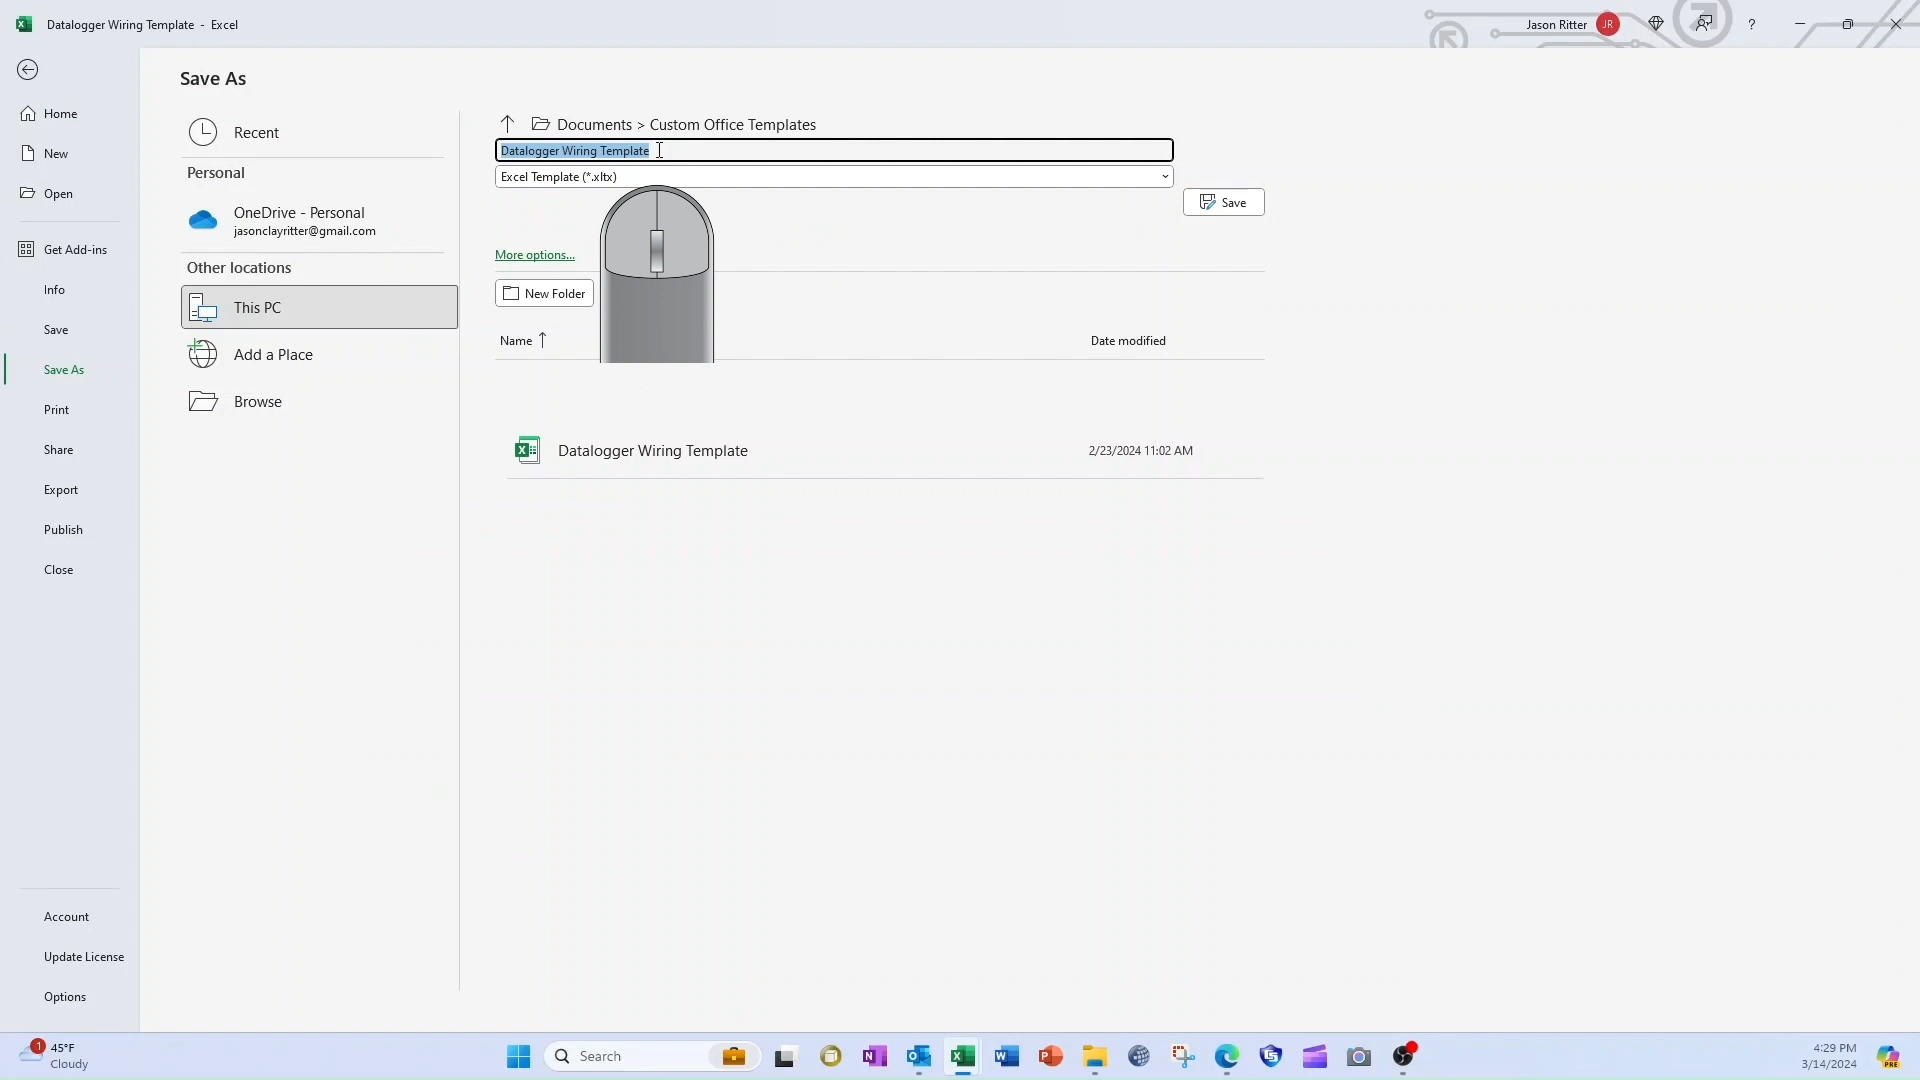 Datalogger Wiring Template - Excel
Jason Ritter
JR
?
Save As
Home
New
Open
Get Add-ins
Info
Save
Save As
Print
Share
Export
Publish
Close
Account
Update License
Options
Recent
Personal
OneDrive - Personal
jasonclayritter@gmail.com
Other locations
This PC
Add a Place
Browse
Documents > Custom Office Templates
Datalogger Wiring Template
Excel Template (*.xltx)
Save
More options...
New Folder
Name
Date modified
Datalogger Wiring Template
2/23/2024 11:02 AM
1
45°F
Cloudy
Search
4:29 PM
3/14/2024
PRE